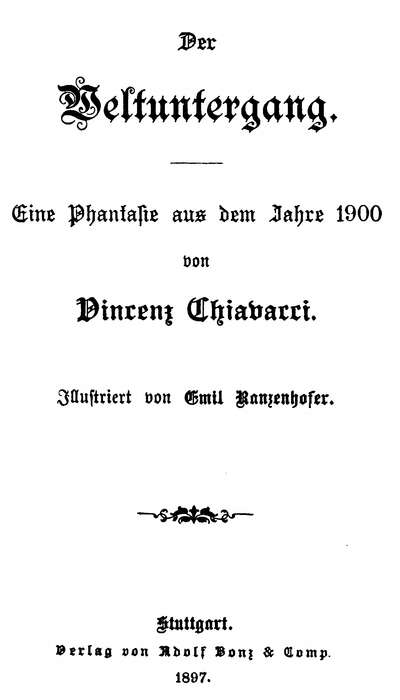 Der
Weltuntergang.
Eine Phantasie aus dem Jahre 1900
von
Vincenz Chiavacci.
Illustriert von Emil Ranzenhofer.
Stuttgart.
Verlag von Adolf Bonz & Comp.
1897.